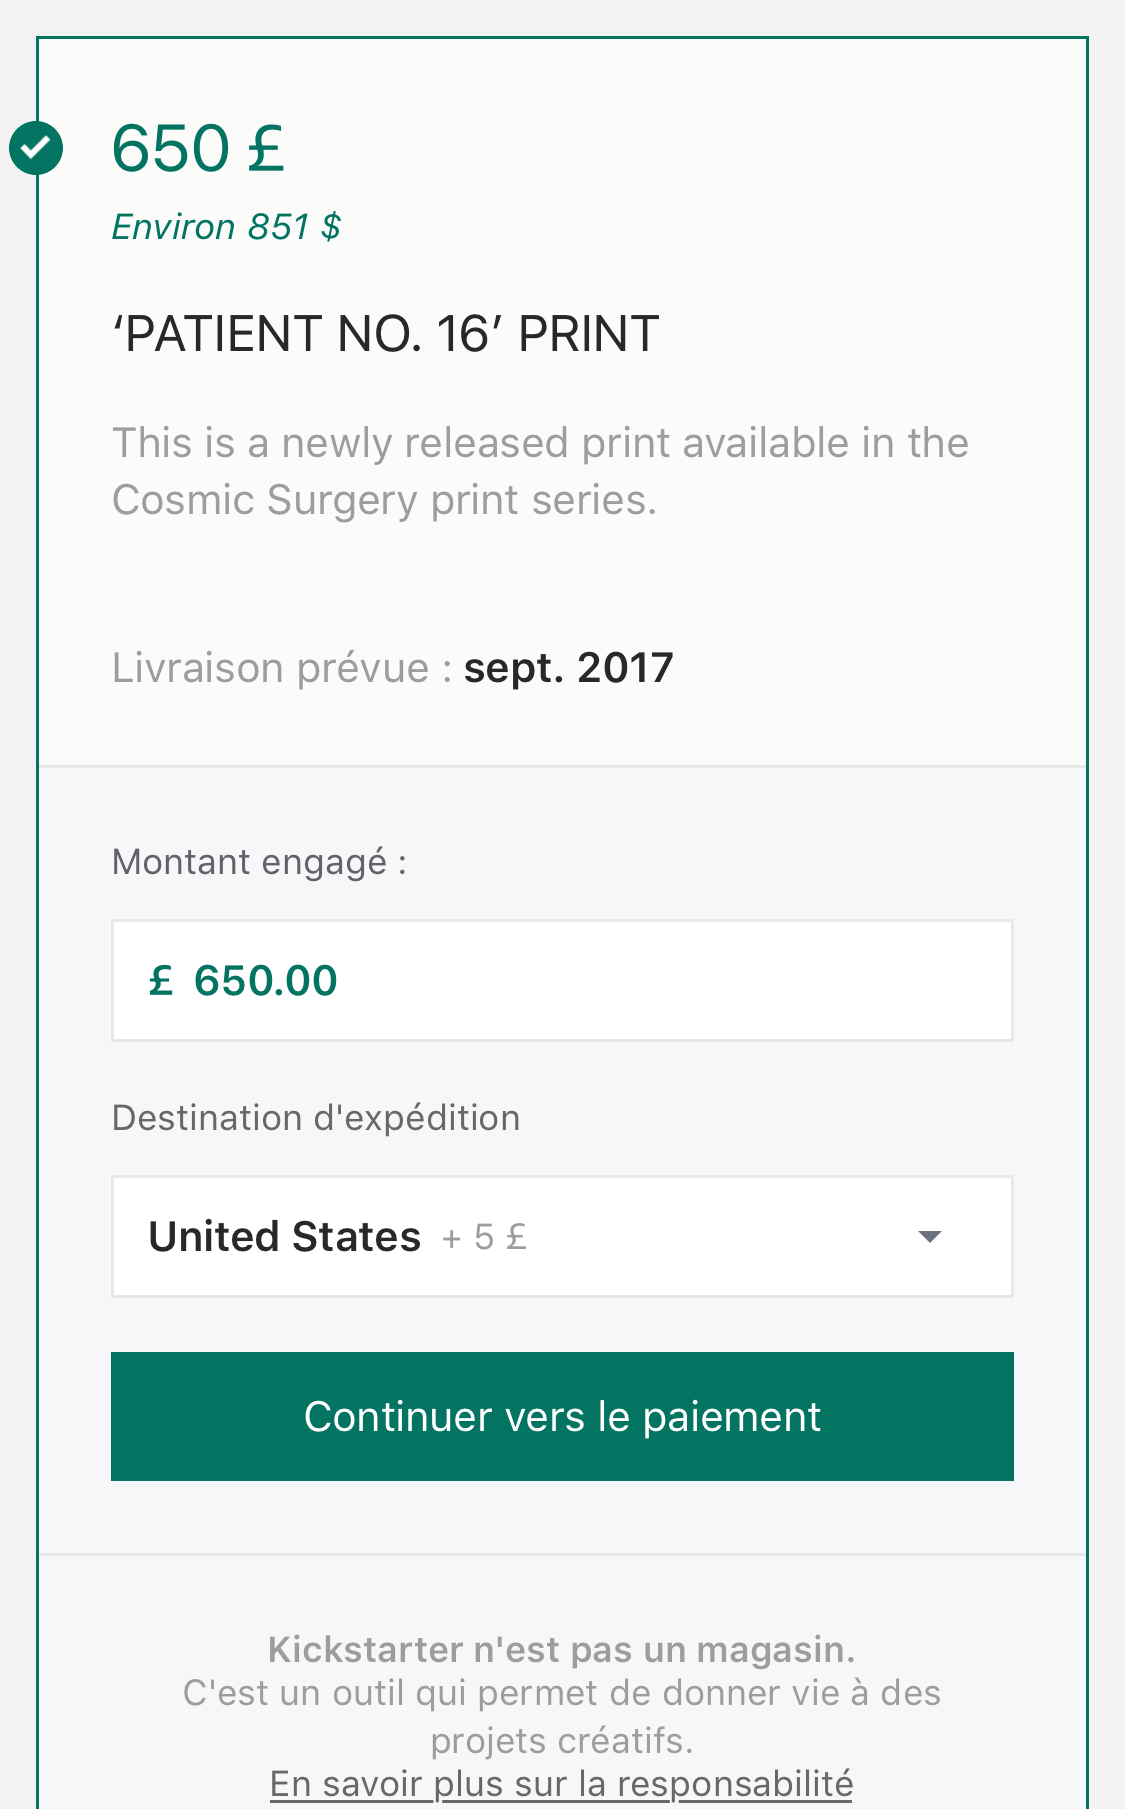 650 £
Environ 851 $
‘PATIENT NO. 16’ PRINT
This is a newly released print available in the
Cosmic Surgery print series.
Livraison prévue : sept. 2017
Montant engagé :
£ 650.00
Destination d'expédition
United States + 5 £
Continuer vers le paiement
Kickstarter n'est pas un magasin.
C'est un outil qui permet de donner vie à des
projets créatifs.
En savoir plus sur la responsabilité